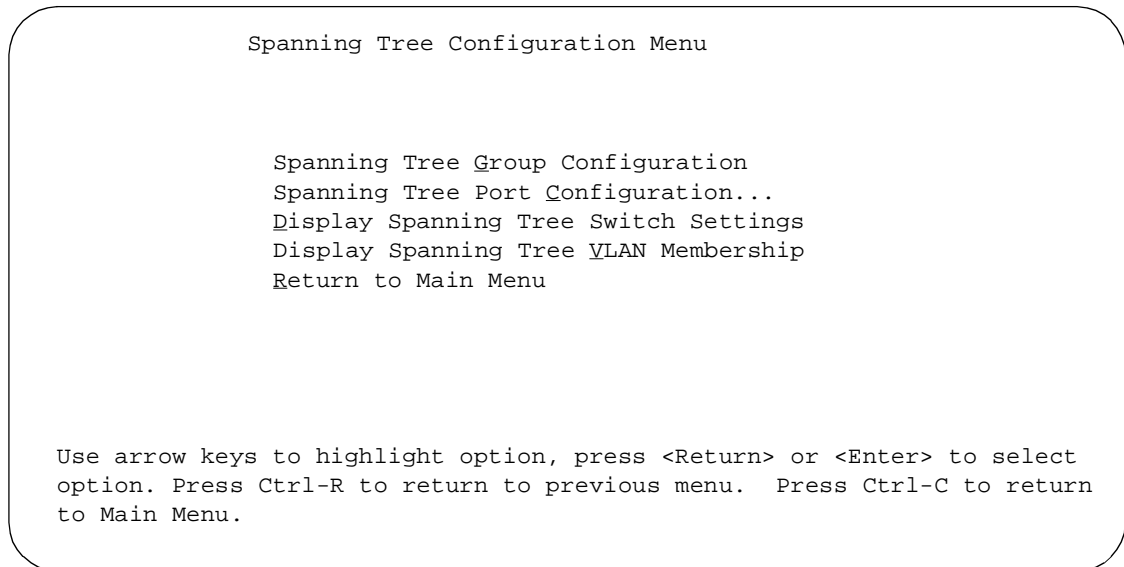 Spanning Tree Configuration Menu
Spanning Tree Group Configuration
Spanning Tree Port Configuration...
Display Spanning Tree Switch Settings
Display Spanning Tree VLAN Membership
Return to Main Menu
Use arrow keys to highlight option, press <Return> or <Enter> to select
option. Press Ctrl-R to return to previous menu.  Press Ctrl-C to return
to Main Menu.